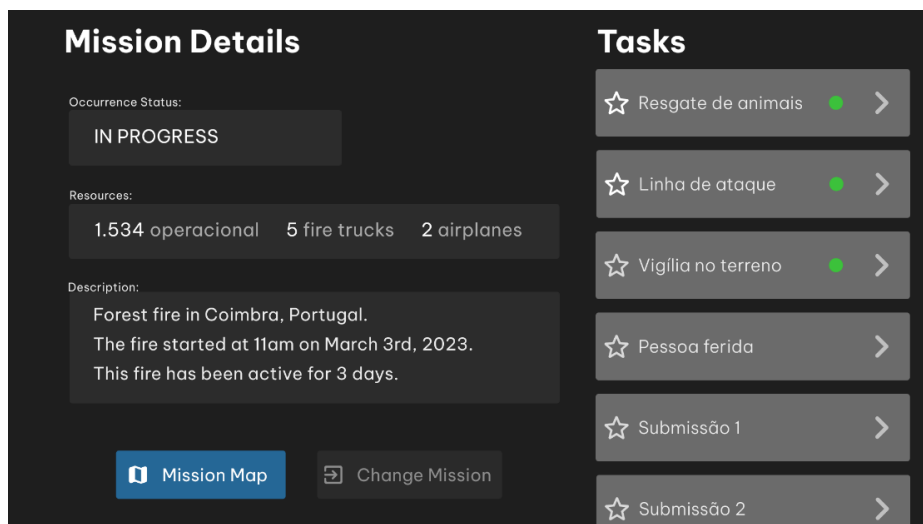 Mission Details
Occurrence Status:
IN PROGRESS
Resources:
1.534 operacional 5 fire trucks 2 airplanes
Description:
Forest fire in Coimbra, Portugal.
The fire started at 11am on March 3rd, 2023.
This fire has been active for 3 days.
Mission Map
Change Mission
Tasks
Resgate de animais
Linha de ataque
Vigília no terreno
Pessoa ferida
Submissão 1
Submissão 2